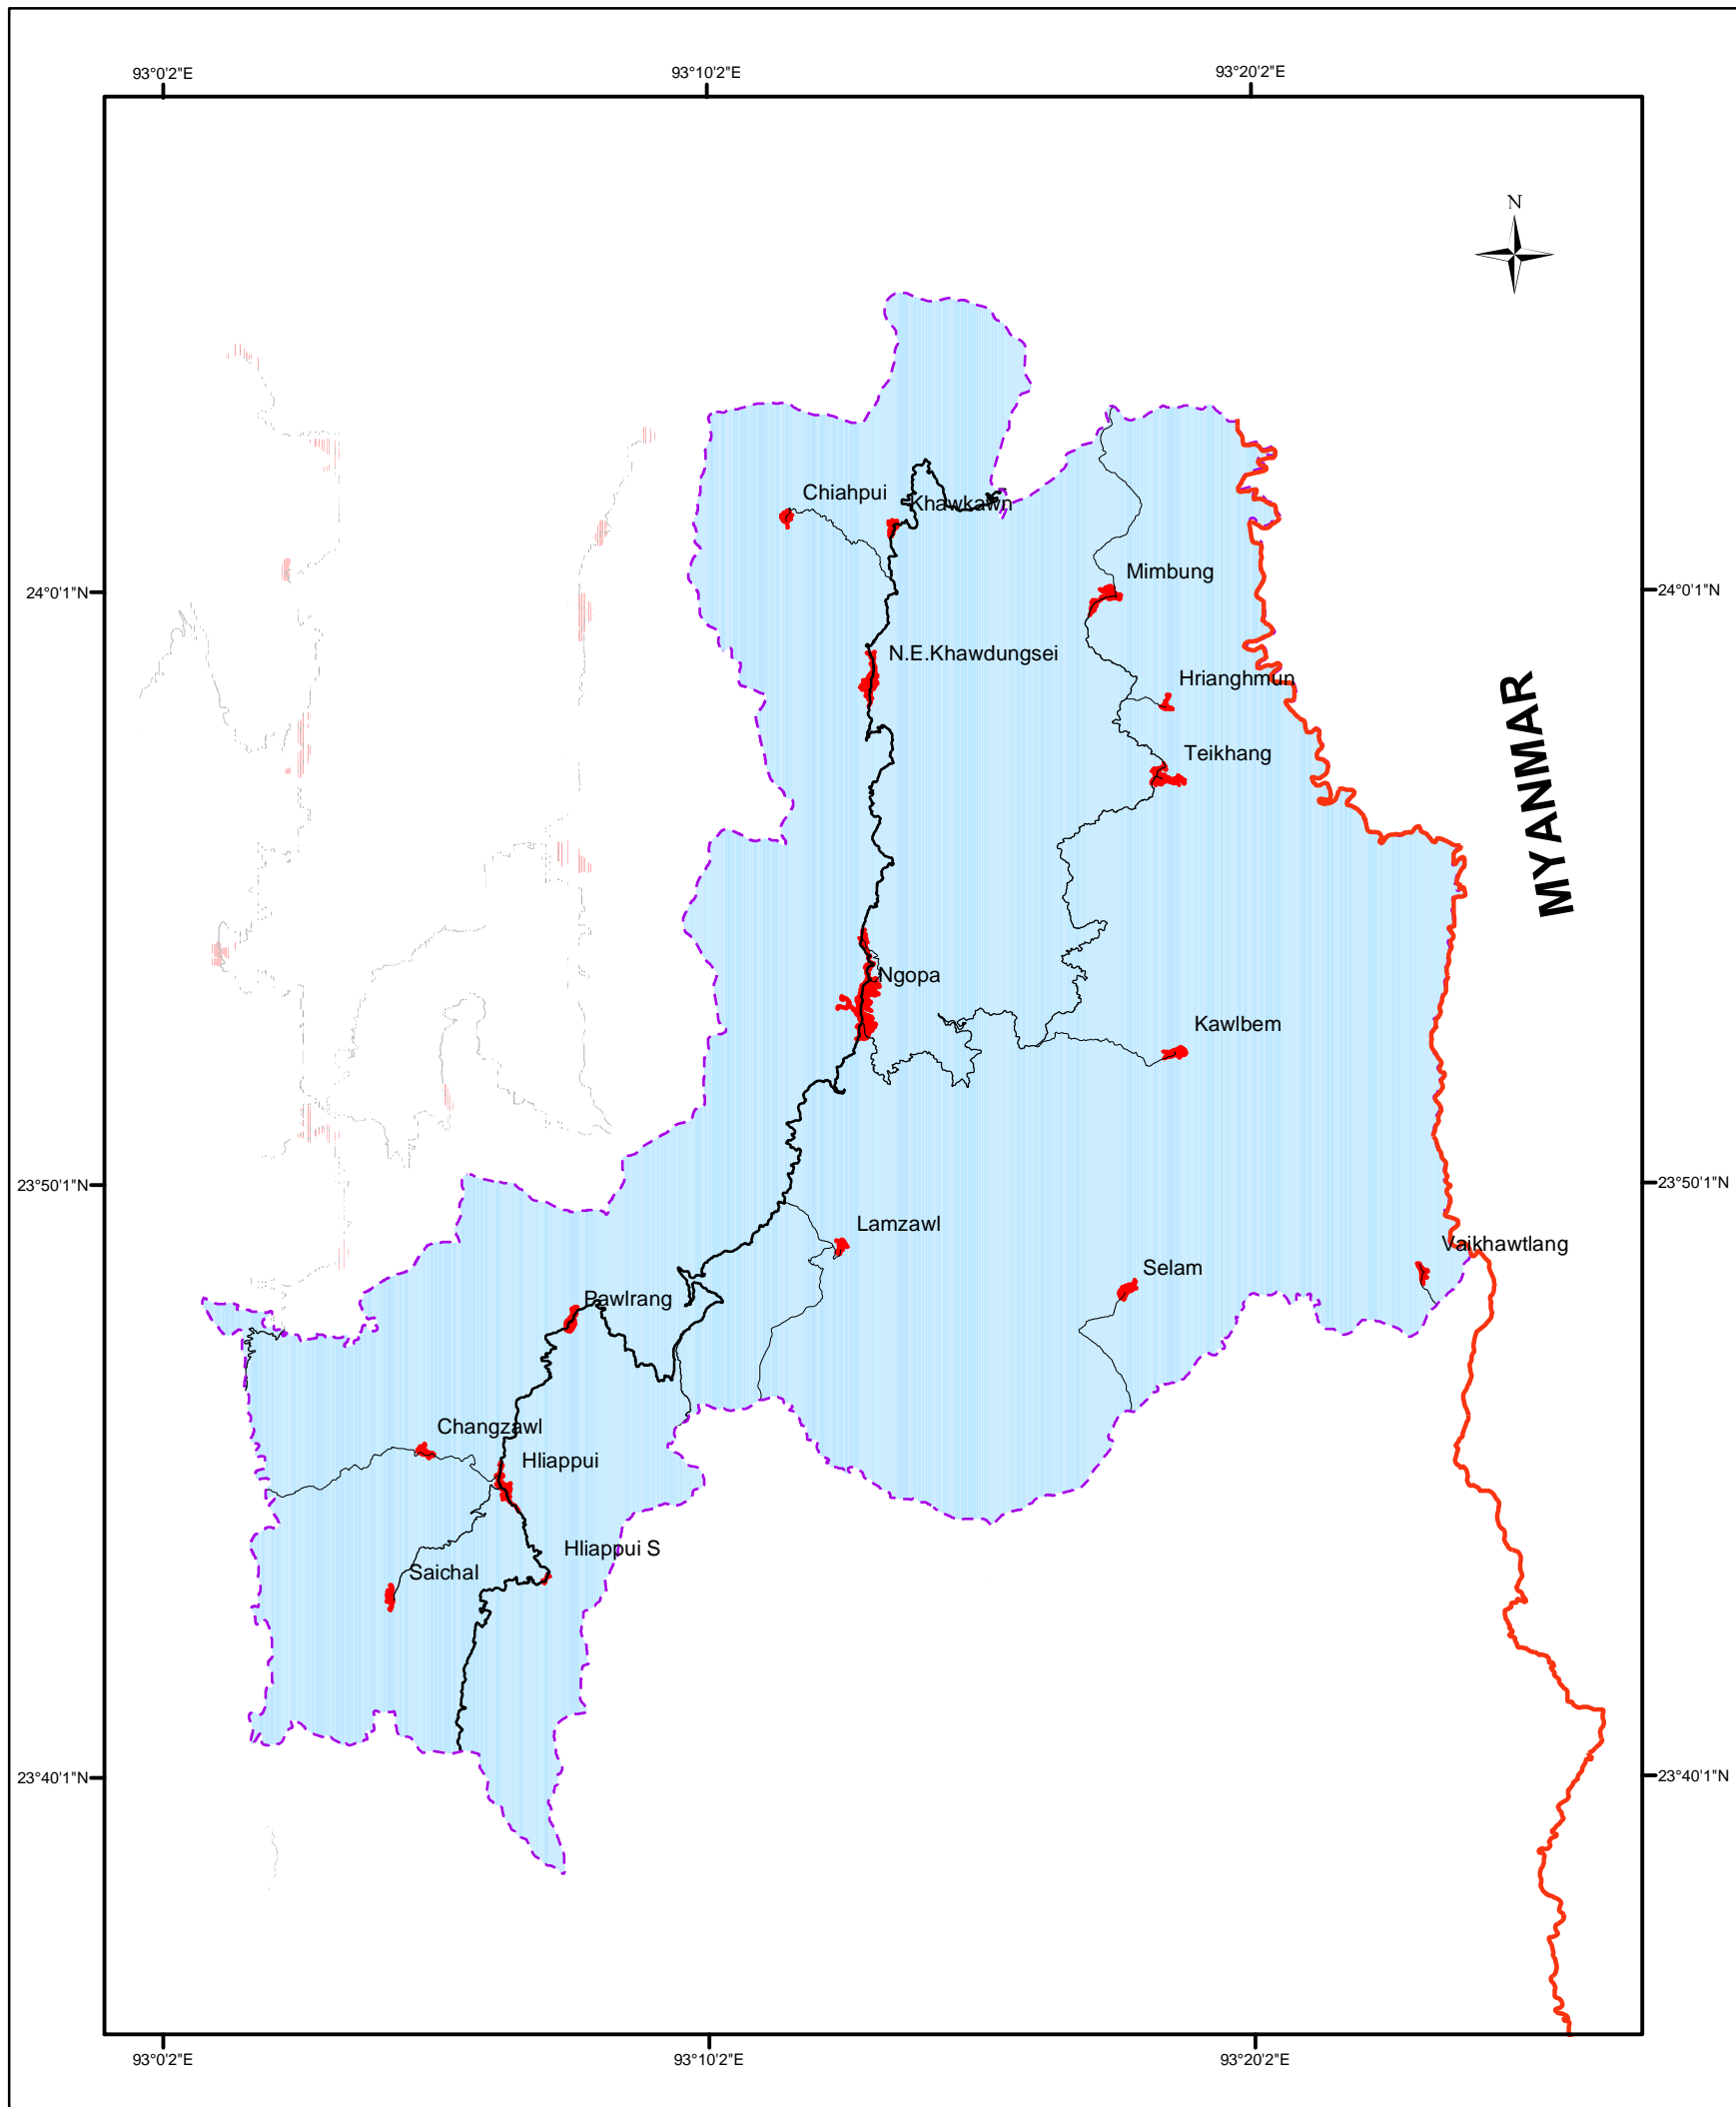 93°0'2"E
93°10'2"E
93°20'2"E
N
Chiahpui
Khawkawn
Mimbung
24°0'1"N
24°0'1"N
N.E.Khawdungsei
Hrianghmun
MYANMAR
Teikhang
Ngopa
Kawlbem
23°50'1"N
23°50'1"N
Lamzawl
Vaikhawtlang
Selam
Pawlrang
Changzawl
Hliappui
Hliappui S
Saichal
23°40'1"N
23°40'1"N
93°0'2"E
93°10'2"E
93°20'2"E